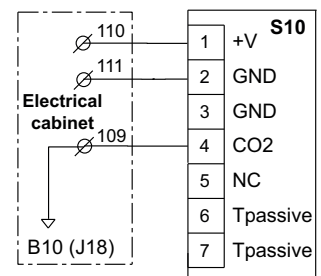 S10
110
1 +V
111
2 GND
Electrical
cabinet
3 GND
109
4 CO2
5 NC
6 Tpassive
B10 (J18)
7 Tpassive